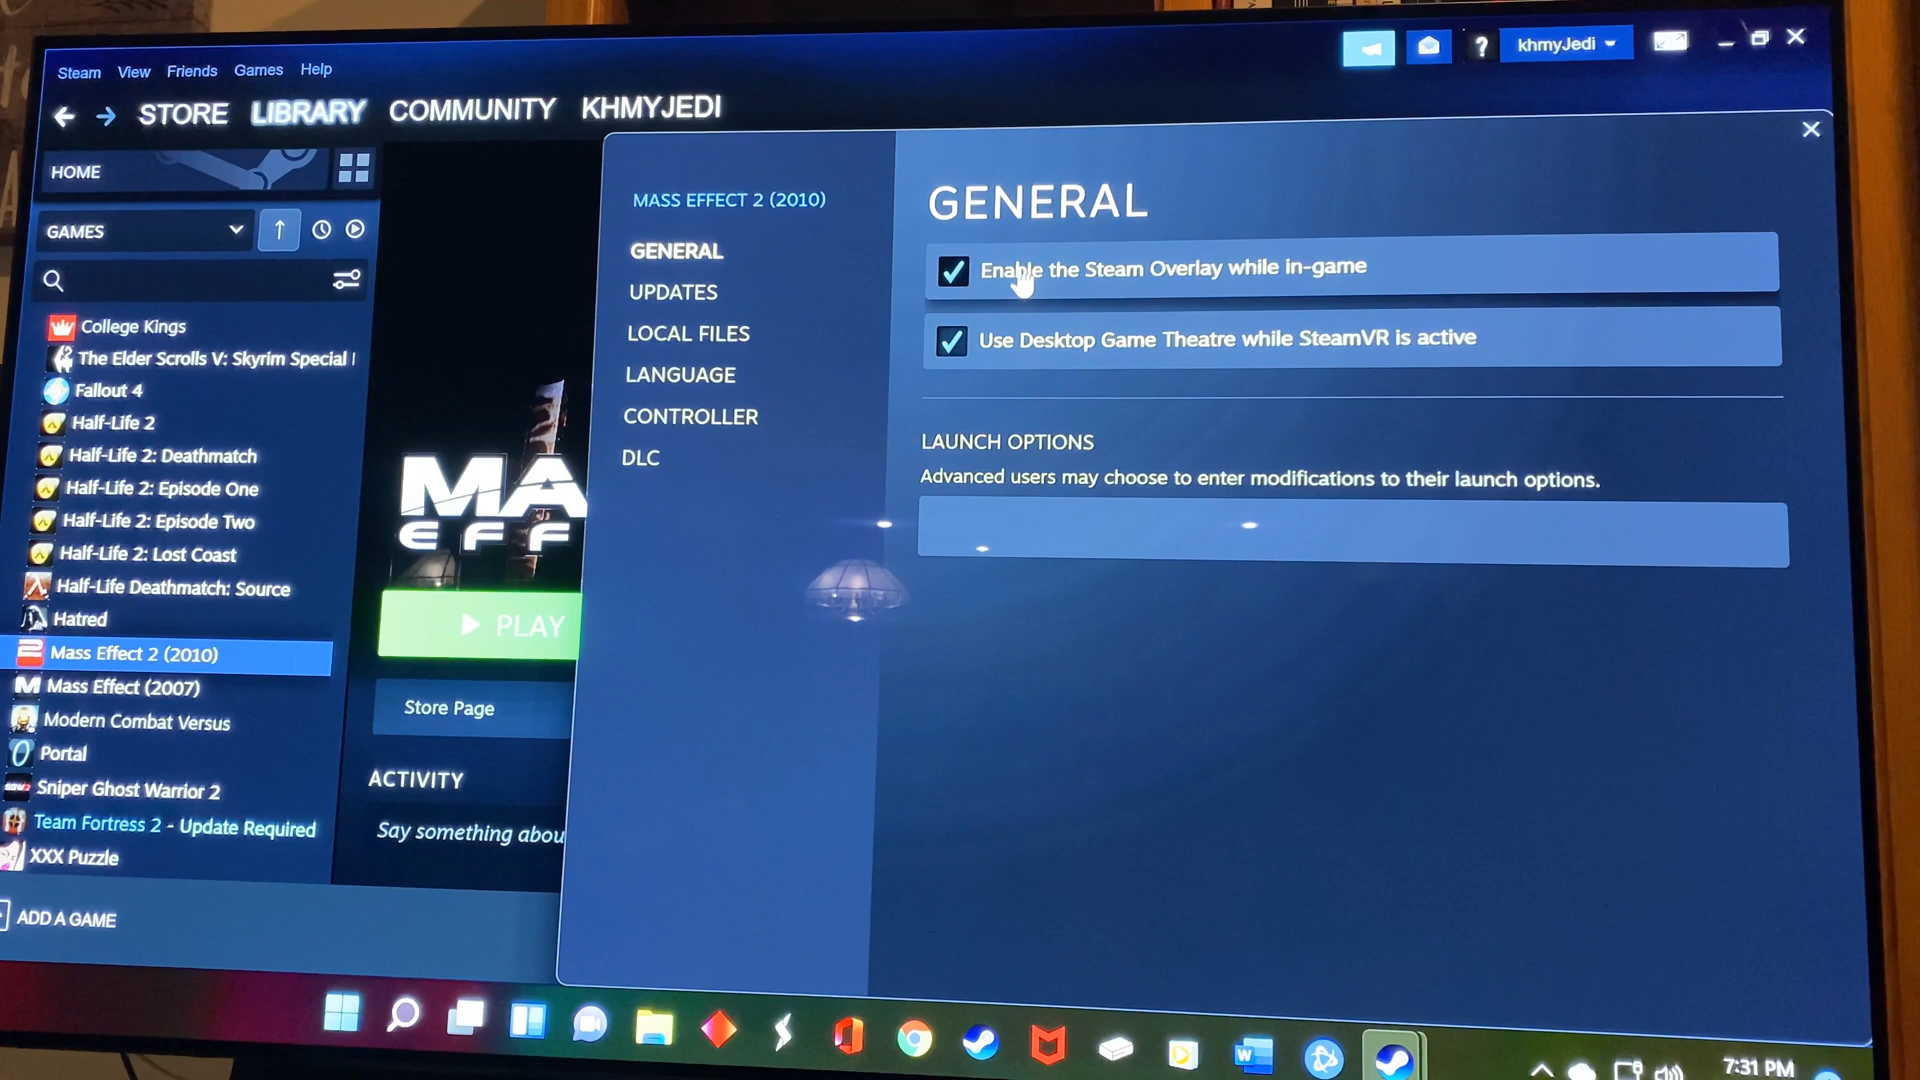 Steam View Friends Games Help
khmyJedi
?
STORE LIBRARY COMMUNITY KHMYJEDI
HOME
GAMES
College Kings
The Elder Scrolls V: Skyrim Special
Fallout 4
Half-Life 2
Half-Life 2: Deathmatch
Half-Life 2: Episode One
Half-Life 2: Episode Two
Half-Life 2: Lost Coast
Half-Life Deathmatch: Source
Hatred
Mass Effect 2 (2010)
Mass Effect (2007)
Modern Combat Versus
Portal
Sniper Ghost Warrior 2
Team Fortress 2 - Update Required
XXX Puzzle
ADD A GAME
MA
EFF
PLAY
Store Page
ACTIVITY
Say something abou
MASS EFFECT 2 (2010)
GENERAL
UPDATES
LOCAL FILES
LANGUAGE
CONTROLLER
DLC
GENERAL
Enable the Steam Overlay while in-game
Use Desktop Game Theatre while SteamVR is active
LAUNCH OPTIONS
Advanced users may choose to enter modifications to their launch options.
7:31 PM